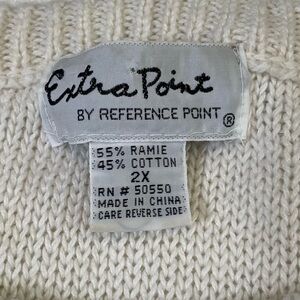 Extra Point
BY REFERENCE POINT ®
55% RAMIE
45% COTTON
2X
RN # 50550
MADE IN CHINA
CARE REVERSE SIDE